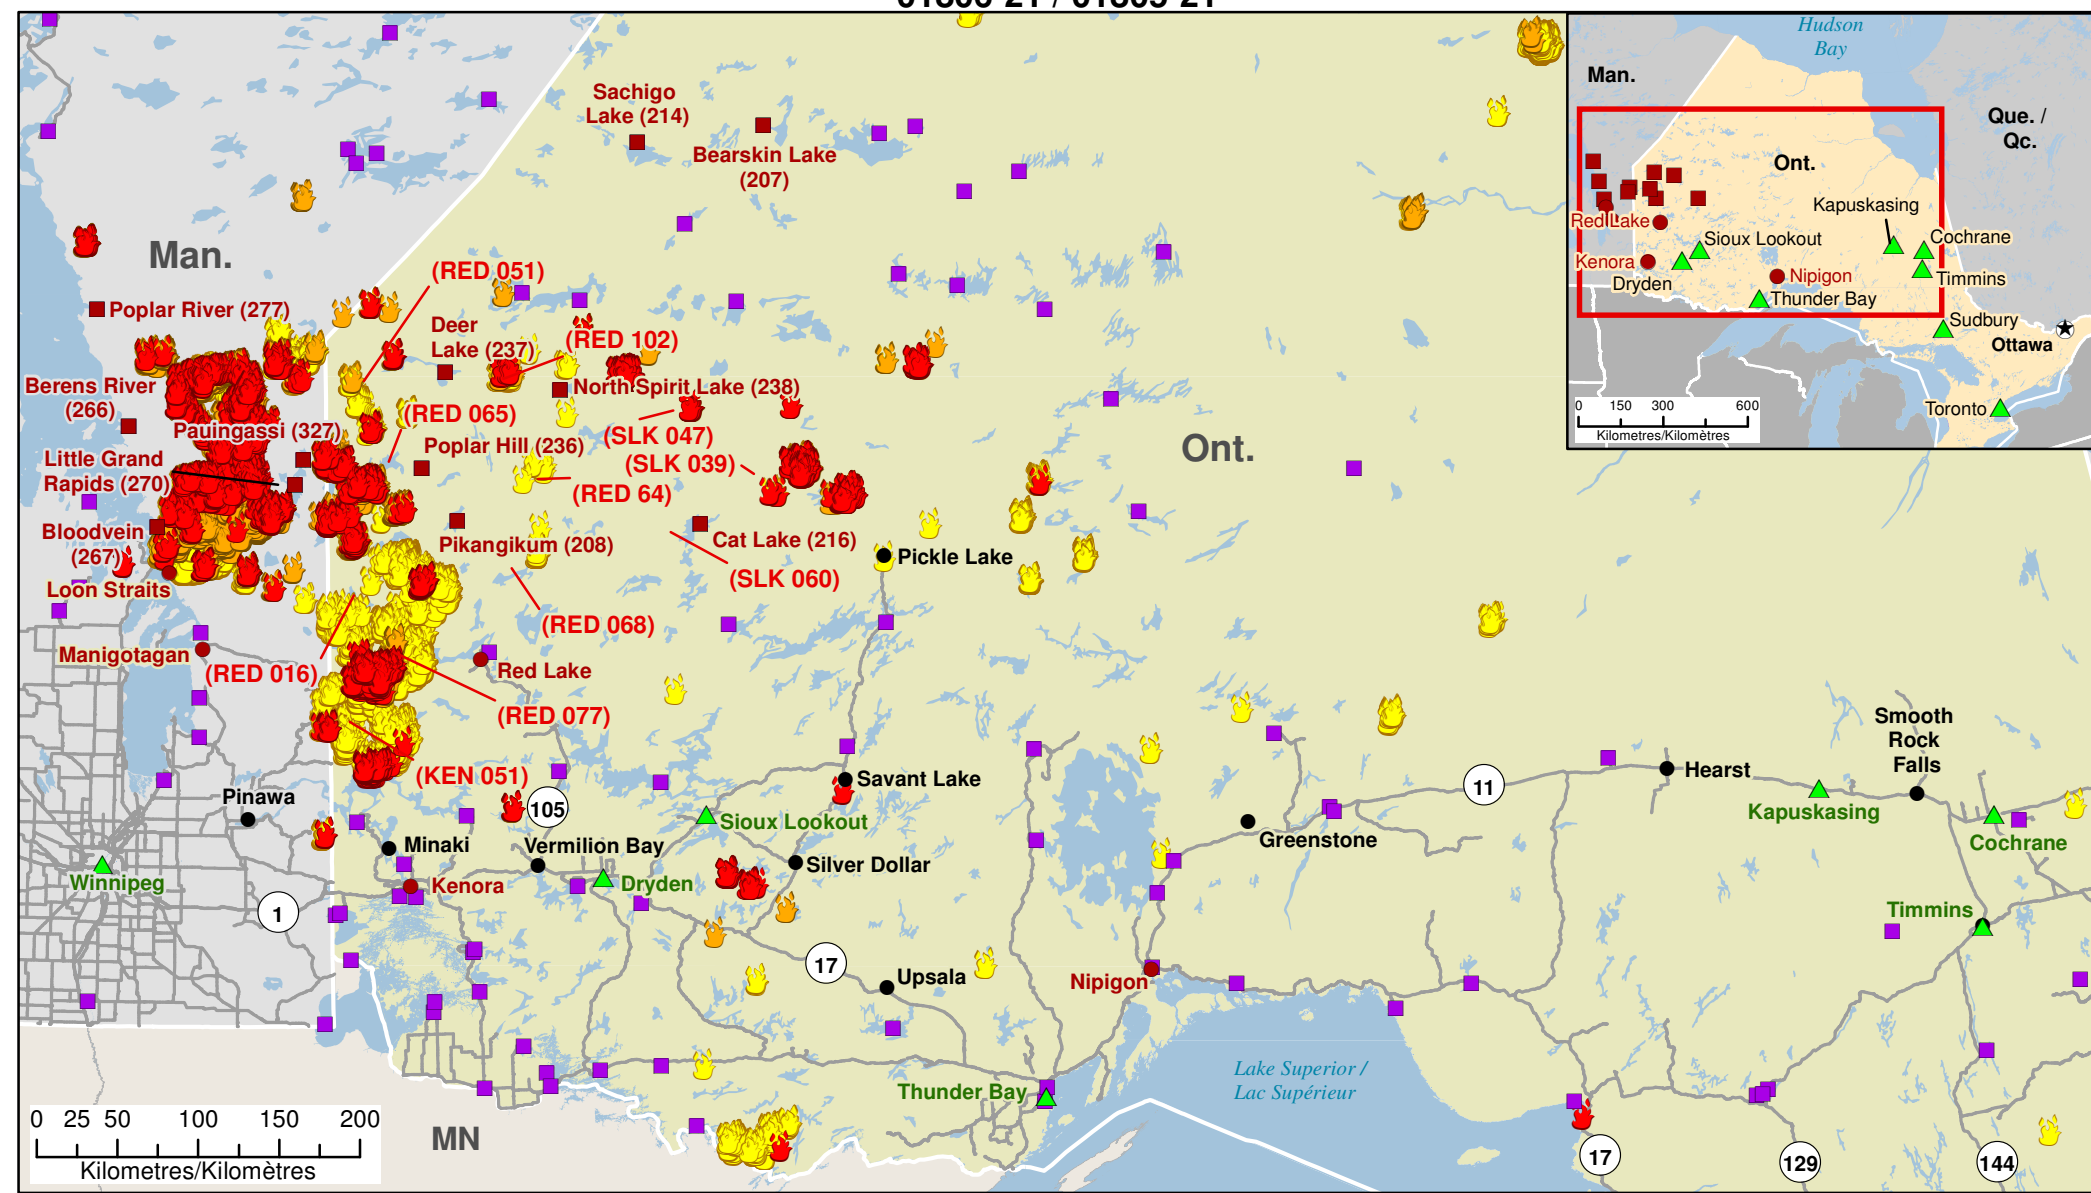 Hudson
Bay
Man.
Que. /
Qc.
Ont.
Kapuskasing
Red Lake
Sioux Lookout
Cochrane
Kenora
Nipigon
Timmins
Dryden
Thunder Bay
Sudbury
Ottawa
Toronto
0 150 300 600
Kilometres/Kilomètres
Sachigo
Lake (214)
Bearskin Lake
(207)
Man.
(RED 051)
Poplar River (277)
Deer
Lake (237)
(RED 102)
Berens River
(266)
North Spirit Lake (238)
(RED 065)
Pauingassi (327)
(SLK 047)
Ont.
Poplar Hill (236)
Little Grand
Rapids (270)
(SLK 039)
(RED 64)
Bloodvein
(267)
Pikangikum (208)
Cat Lake (216)
Pickle Lake
(SLK 060)
Loon Straits
(RED 068)
Manigotagan
(RED 016)
Red Lake
(RED 077)
Smooth
Rock
Falls
(KEN 051)
Savant Lake
Hearst
11
Pinawa
105
Kapuskasing
Sioux Lookout
Minaki
Vermilion Bay
Greenstone
Cochrane
Silver Dollar
Winnipeg
Kenora
Dryden
1
Timmins
17
Upsala
Nipigon
Lake Superior /
Lac Supérieur
Thunder Bay
0 25 50 100 150 200
Kilometres/Kilomètres
MN
17
129
144